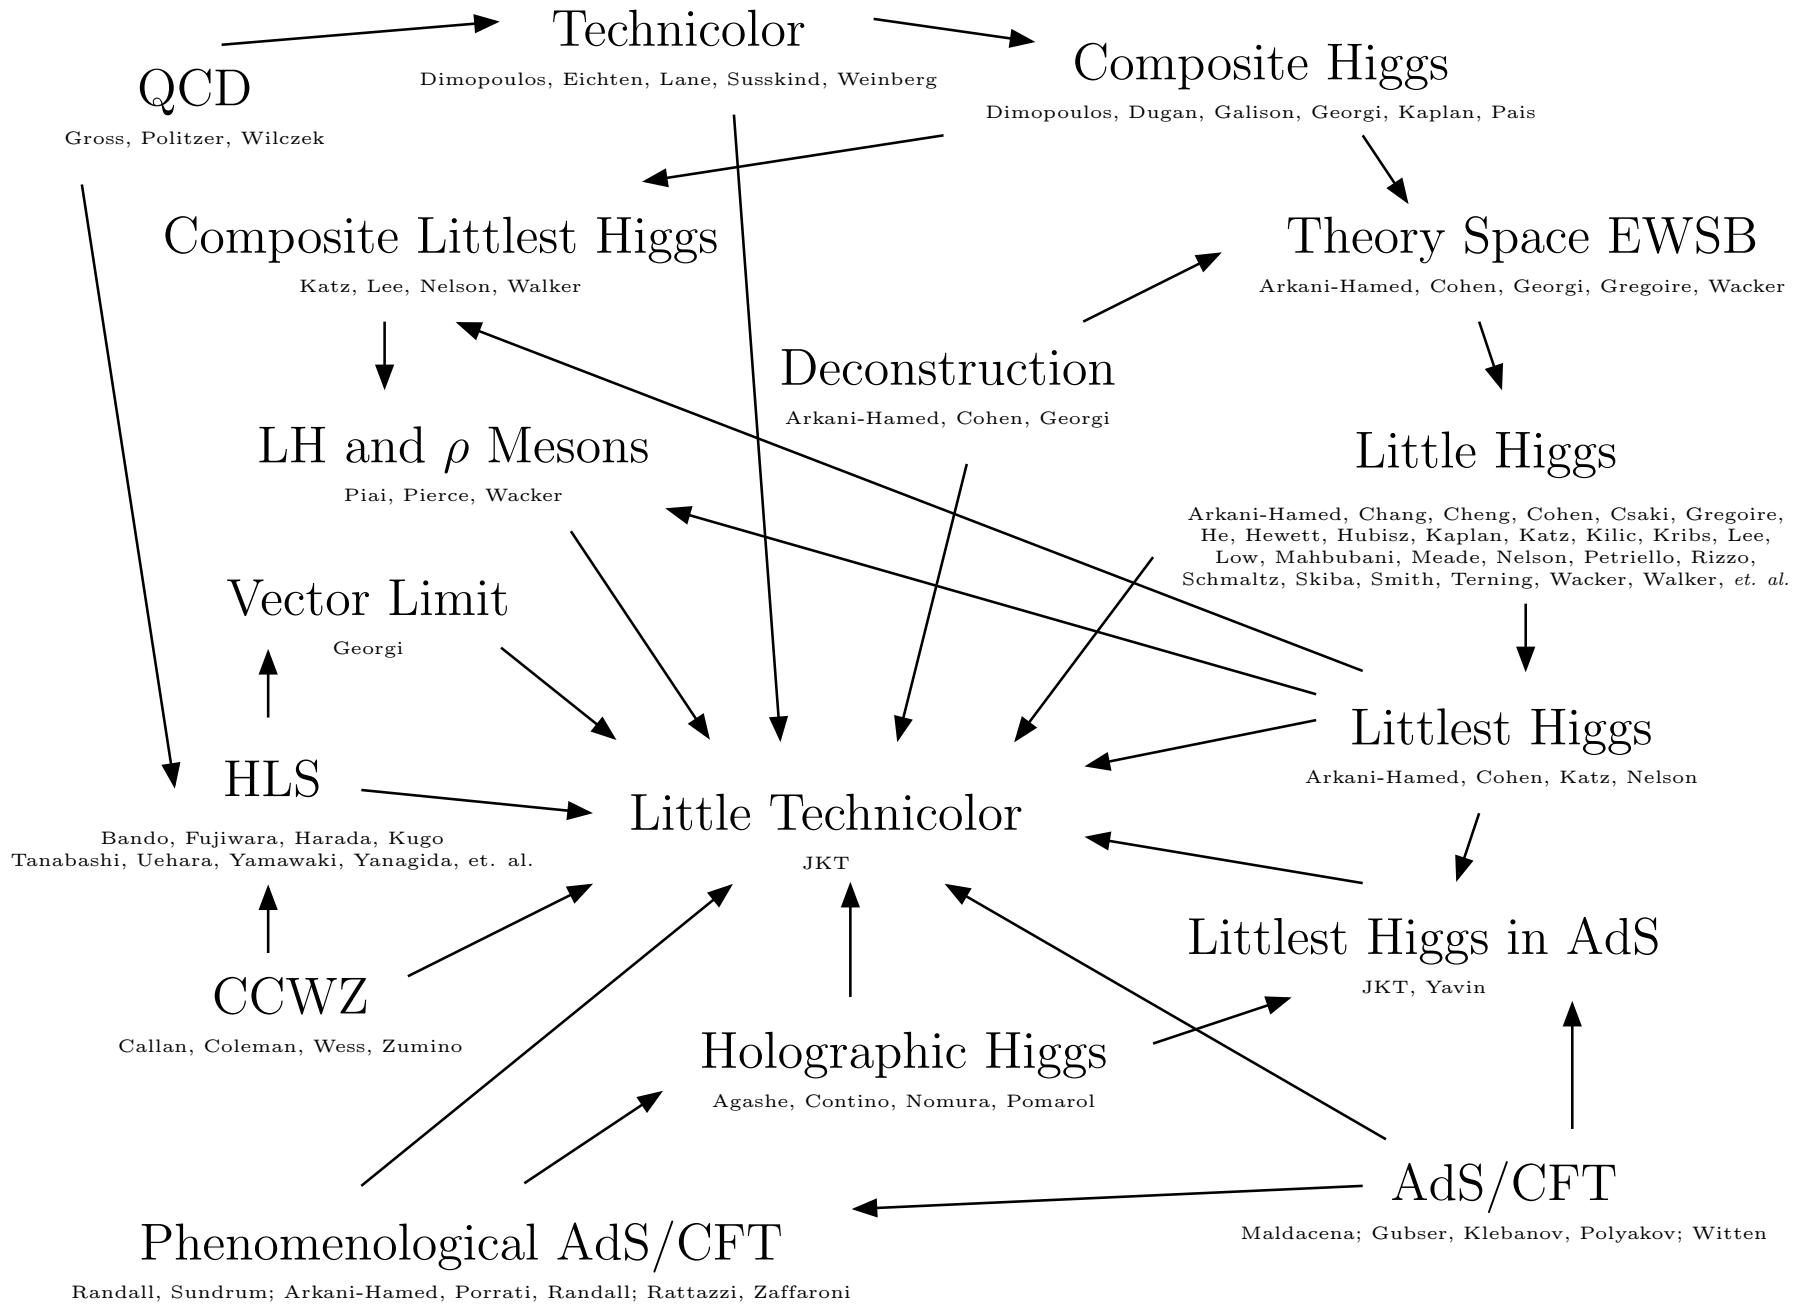 Technicolor
Dimopoulos, Eichten, Lane, Susskind, Weinberg
Composite Higgs
Dimopoulos, Dugan, Galison, Georgi, Kaplan, Pais
QCD
Gross, Politzer, Wilczek
Composite Littlest Higgs
Katz, Lee, Nelson, Walker
Theory Space EWSB
Arkani-Hamed, Cohen, Georgi, Gregoire, Wacker
Deconstruction
Arkani-Hamed, Cohen, Georgi
LH and ρ Mesons
Piai, Pierce, Wacker
Little Higgs
Arkani-Hamed, Chang, Cheng, Cohen, Csaki, Gregoire,
He, Hewett, Hubisz, Kaplan, Katz, Kilic, Kribs, Lee,
Low, Mahbubani, Meade, Nelson, Petriello, Rizzo,
Schmaltz, Skiba, Smith, Terning, Wacker, Walker, et. al.
Vector Limit
Georgi
Littlest Higgs
Arkani-Hamed, Cohen, Katz, Nelson
HLS
Bando, Fujiwara, Harada, Kugo
Tanabashi, Uehara, Yamawaki, Yanagida, et. al.
Little Technicolor
JKT
Littlest Higgs in AdS
JKT, Yavin
CCWZ
Callan, Coleman, Wess, Zumino
Holographic Higgs
Agashe, Contino, Nomura, Pomarol
AdS/CFT
Maldacena; Gubser, Klebanov, Polyakov; Witten
Phenomenological AdS/CFT
Randall, Sundrum; Arkani-Hamed, Porrati, Randall; Rattazzi, Zaffaroni